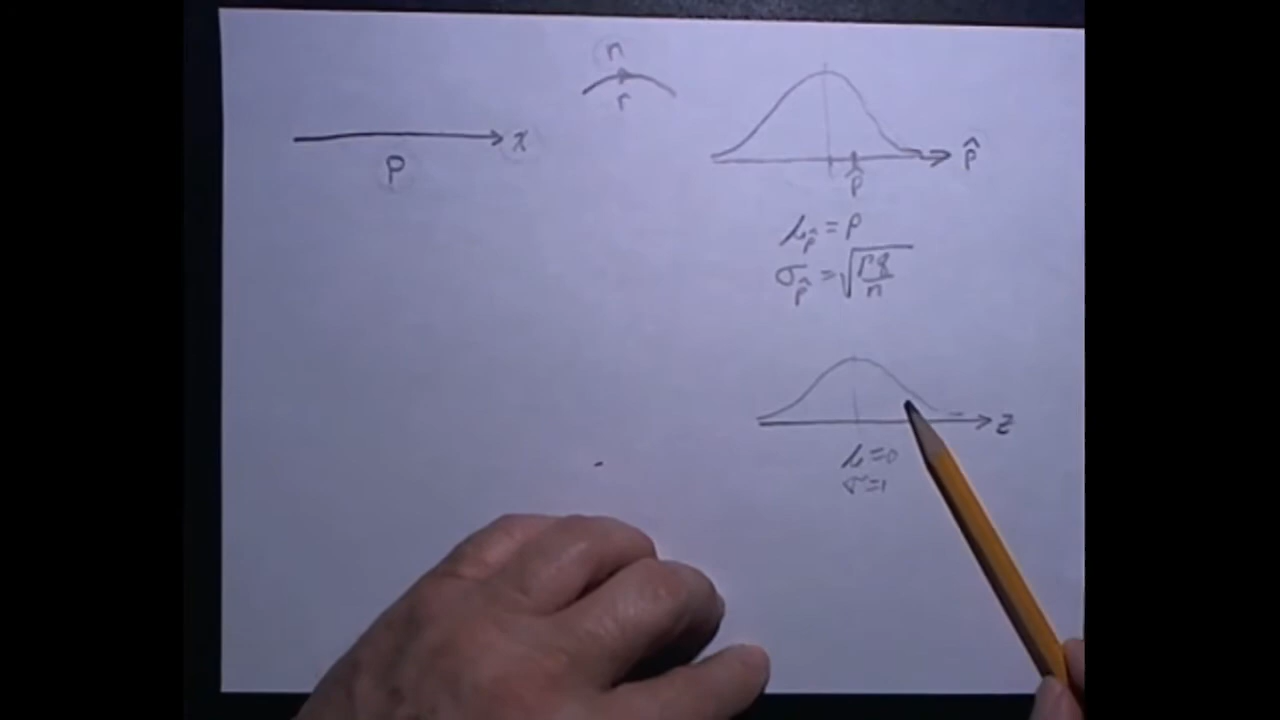 n
r
x
p
p̂
p̂
μp̂ = p
σp̂ = √(pq/n)
z
μ=0
σ=1